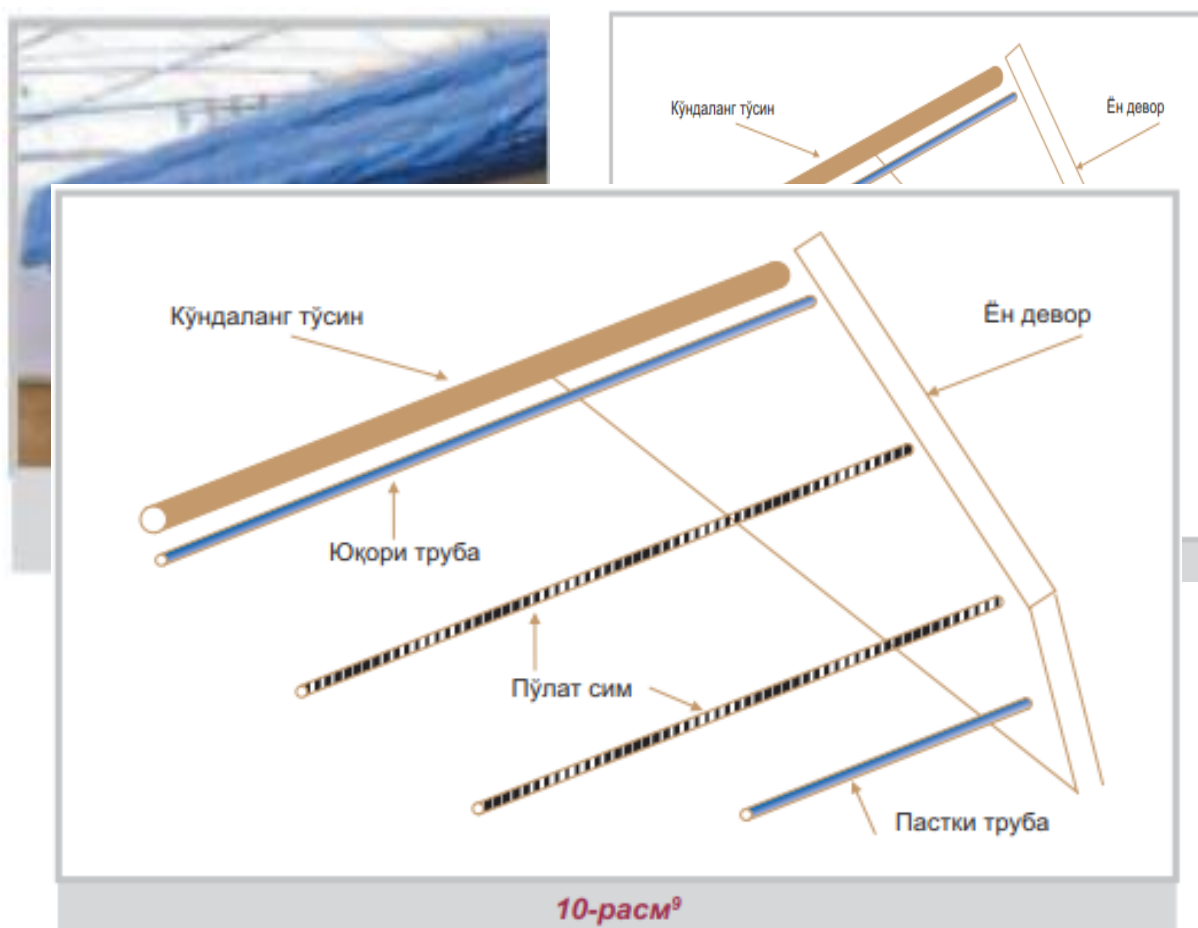 Кўндаланг тўсин
Ён девор
Кўндаланг тўсин
Ён девор
Юқори труба
Пўлат сим
Пастки труба
10-расм⁹